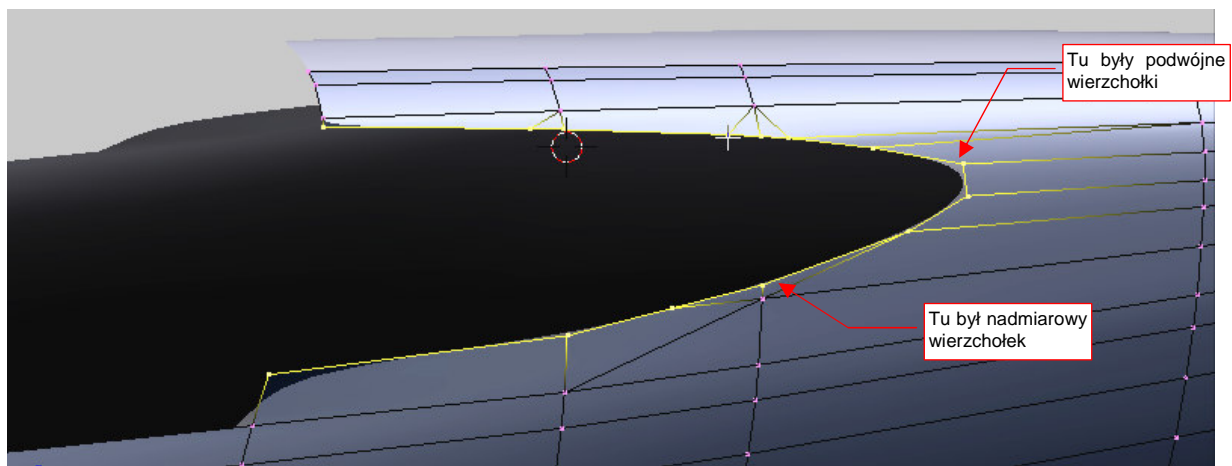 Tu były podwójne
wierzchołki
Tu był nadmiarowy
wierzchołek